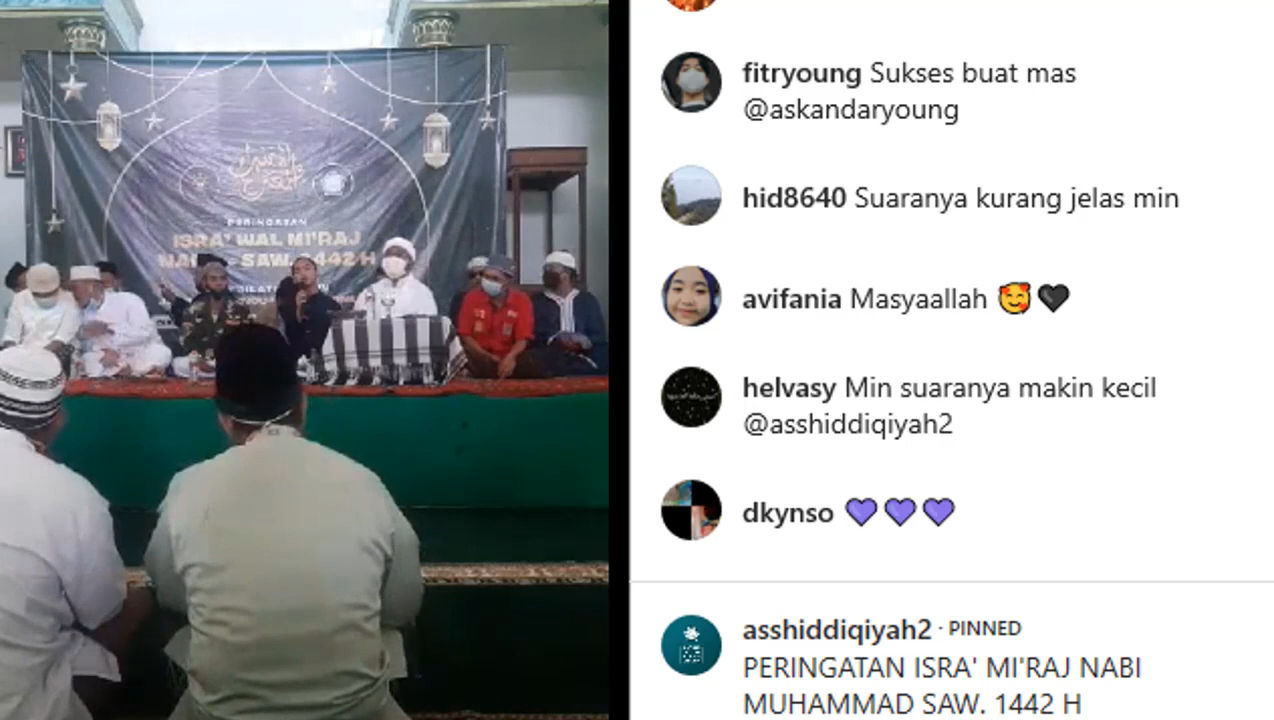 PERINGATAN
ISRA' WAL MI'RAJ
SAW. 1442 H
fitryoung Sukses buat mas
@askandaryoung
hid8640 Suaranya kurang jelas min
avifania Masyaallah 🥰🖤
helvasy Min suaranya makin kecil
@asshiddiqiyah2
dkynso 💜💜💜
asshiddiqiyah2 · PINNED
PERINGATAN ISRA' MI'RAJ NABI
MUHAMMAD SAW. 1442 H